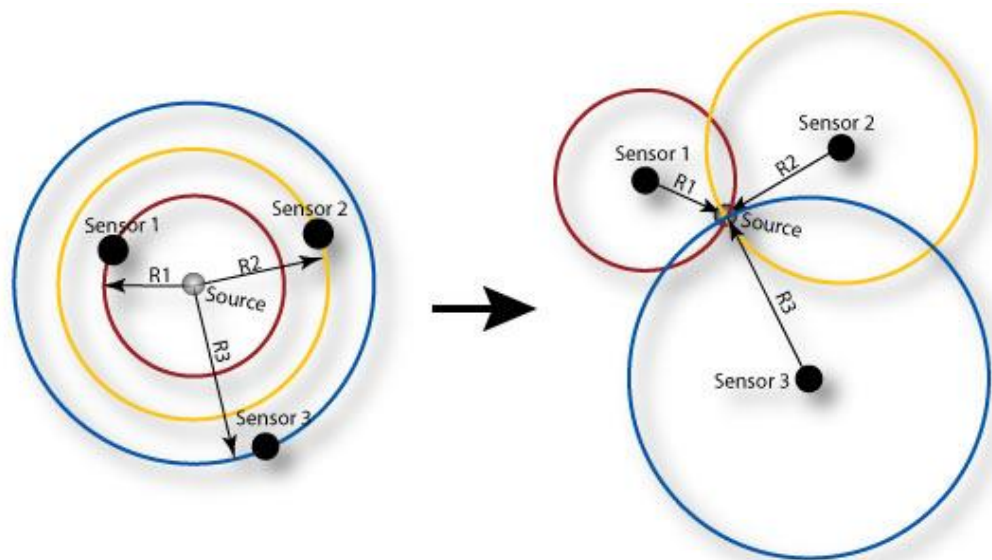 Sensor 1
Sensor 2
R1
R2
Source
R3
Sensor 3
Sensor 1
Sensor 2
R1
R2
Source
R3
Sensor 3